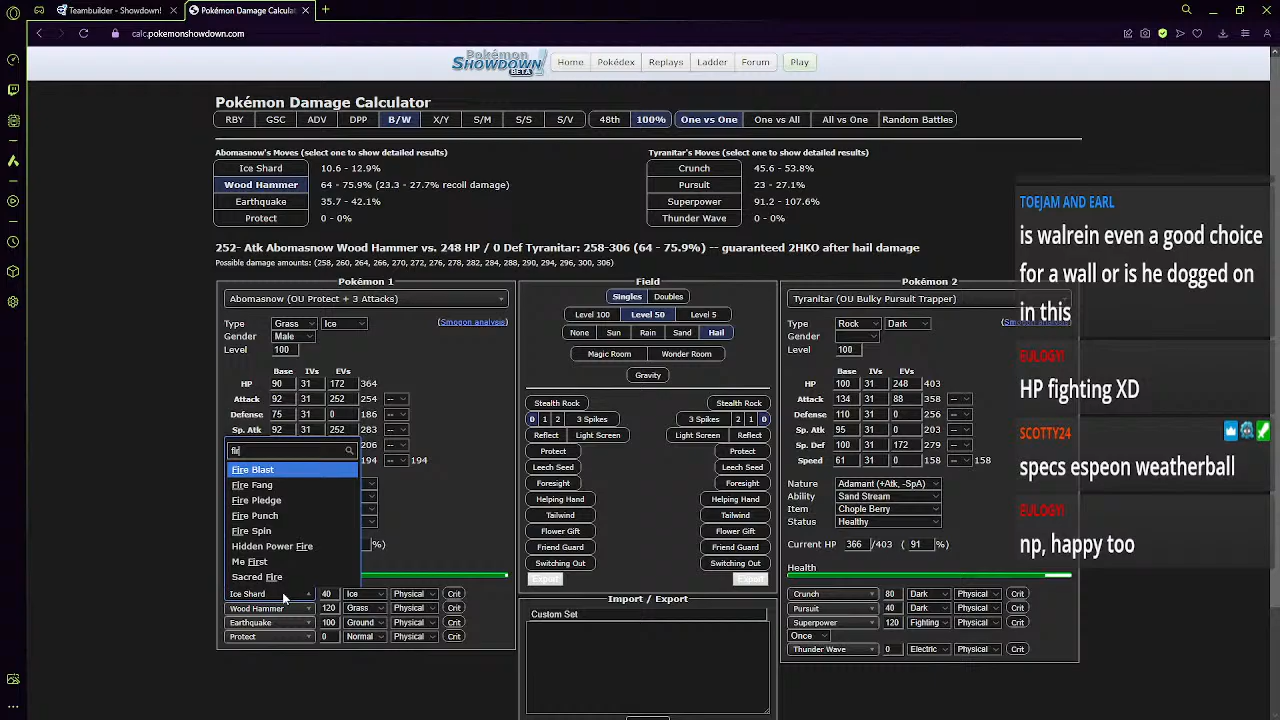 Teambuilder - Showdown!
Pokémon Damage Calculat
calc.pokemonshowdown.com
Pokémon
SHOWDOWN!
BETA
Home
Pokédex
Replays
Ladder
Forum
Play
Pokémon Damage Calculator
RBY GSC ADV DPP B/W X/Y S/M S/S S/V 48th 100% One vs One One vs All All vs One Random Battles
Abomasnow's Moves (select one to show detailed results)
Ice Shard 10.6 - 12.9%
Wood Hammer 64 - 75.9% (23.3 - 27.7% recoil damage)
Earthquake 35.7 - 42.1%
Protect 0 - 0%
Tyranitar's Moves (select one to show detailed results)
Crunch 45.6 - 53.8%
Pursuit 23 - 27.1%
Superpower 91.2 - 107.6%
Thunder Wave 0 - 0%
252- Atk Abomasnow Wood Hammer vs. 248 HP / 0 Def Tyranitar: 258-306 (64 - 75.9%) -- guaranteed 2HKO after hail damage
Possible damage amounts: (258, 260, 264, 266, 270, 272, 276, 278, 282, 284, 288, 290, 294, 296, 300, 306)
Pokémon 1
Abomasnow (OU Protect + 3 Attacks)
Type Grass Ice (Smogon analysis)
Gender Male
Level 100
Base IVs EVs
HP 90 31 172 364
Attack 92 31 252 254 --
Defense 75 31 0 186 --
Sp. Atk 92 31 252 283 --
206 --
194 -- 194
fir
Fire Blast
Fire Fang
Fire Pledge
Fire Punch
Fire Spin
Hidden Power Fire
Me First
Sacred Fire
%)
Ice Shard 40 Ice Physical Crit
Wood Hammer 120 Grass Physical Crit
Earthquake 100 Ground Physical Crit
Protect 0 Normal Physical Crit
Field
Singles Doubles
Level 100 Level 50 Level 5
None Sun Rain Sand Hail
Magic Room Wonder Room
Gravity
Stealth Rock Stealth Rock
0 1 2 3 Spikes 3 Spikes 2 1 0
Reflect Light Screen Light Screen Reflect
Protect Protect
Leech Seed Leech Seed
Foresight Foresight
Helping Hand Helping Hand
Tailwind Tailwind
Flower Gift Flower Gift
Friend Guard Friend Guard
Switching Out Switching Out
Export Export
Import / Export
Custom Set
Pokémon 2
Tyranitar (OU Bulky Pursuit Trapper)
Type Rock Dark (Smogon analysis)
Gender
Level 100
Base IVs EVs
HP 100 31 248 403
Attack 134 31 88 358 --
Defense 110 31 0 256 --
Sp. Atk 95 31 0 203 --
Sp. Def 100 31 172 279 --
Speed 61 31 0 158 -- 158
Nature Adamant (+Atk, -SpA)
Ability Sand Stream
Item Chople Berry
Status Healthy
Current HP 366 /403 ( 91 %)
Health
Crunch 80 Dark Physical Crit
Pursuit 40 Dark Physical Crit
Superpower 120 Fighting Physical Crit
Once
Thunder Wave 0 Electric Physical Crit
TOEJAM AND EARL
is walrein even a good choice
for a wall or is he dogged on
in this
EULOGY!
HP fighting XD
SCOTTY24
specs espeon weatherball
EULOGY!
np, happy too